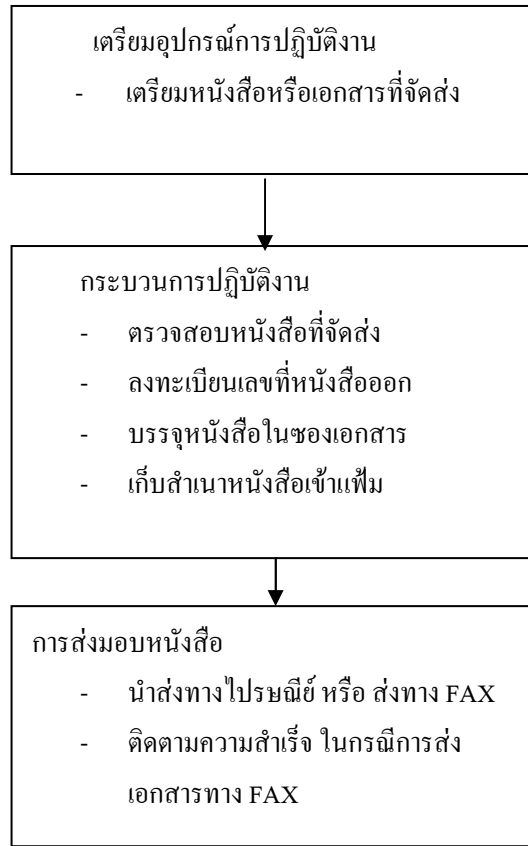 เตรียมอุปกรณ์การปฏิบัติงาน
- เตรียมหนังสือหรือเอกสารที่จัดส่ง
กระบวนการปฏิบัติงาน
- ตรวจสอบหนังสือที่จัดส่ง
- ลงทะเบียนเลขที่หนังสือออก
- บรรจุหนังสือในซองเอกสาร
- เก็บสำเนาหนังสือเข้าแฟ้ม
การส่งมอบหนังสือ
- นำส่งทางไปรษณีย์ หรือ ส่งทาง FAX
- ติดตามความสำเร็จ ในกรณีการส่ง
เอกสารทาง FAX